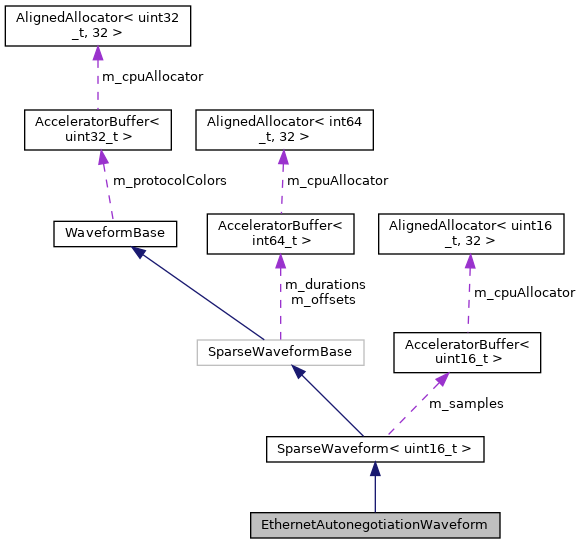 AlignedAllocator< uint32
_t, 32 >
m_cpuAllocator
AcceleratorBuffer<
uint32_t >
AlignedAllocator< int64
_t, 32 >
m_protocolColors
m_cpuAllocator
WaveformBase
AcceleratorBuffer<
int64_t >
AlignedAllocator< uint16
_t, 32 >
m_durations
m_offsets
m_cpuAllocator
SparseWaveformBase
AcceleratorBuffer<
uint16_t >
m_samples
SparseWaveform< uint16_t >
EthernetAutonegotiationWaveform